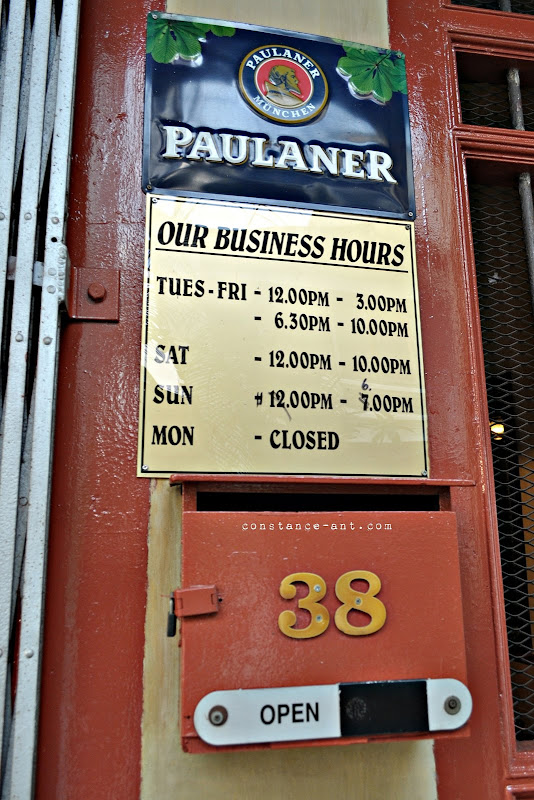 PAULANER
MÜNCHEN
PAULANER
OUR BUSINESS HOURS
TUES - FRI - 12.00PM - 3.00PM
- 6.30PM - 10.00PM
SAT - 12.00PM - 10.00PM
6.
SUN - 12.00PM - 7.00PM
MON - CLOSED
constance-ant.com
38
OPEN